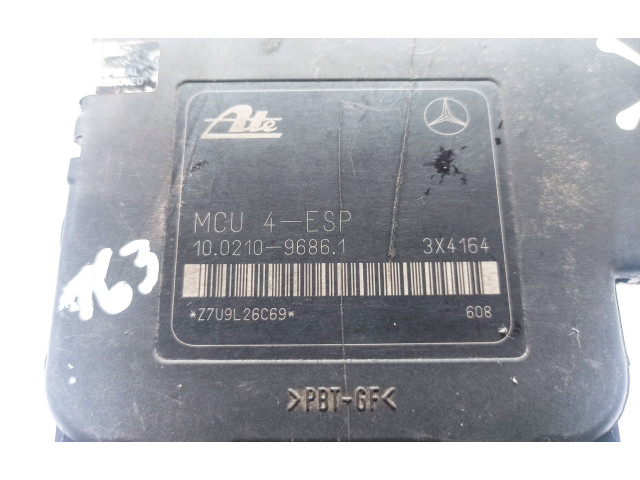 Ate
MCU 4-ESP
10.0210-9686.1 3X4164
*Z7U9L26C69* 608
163
>PBT-GF<